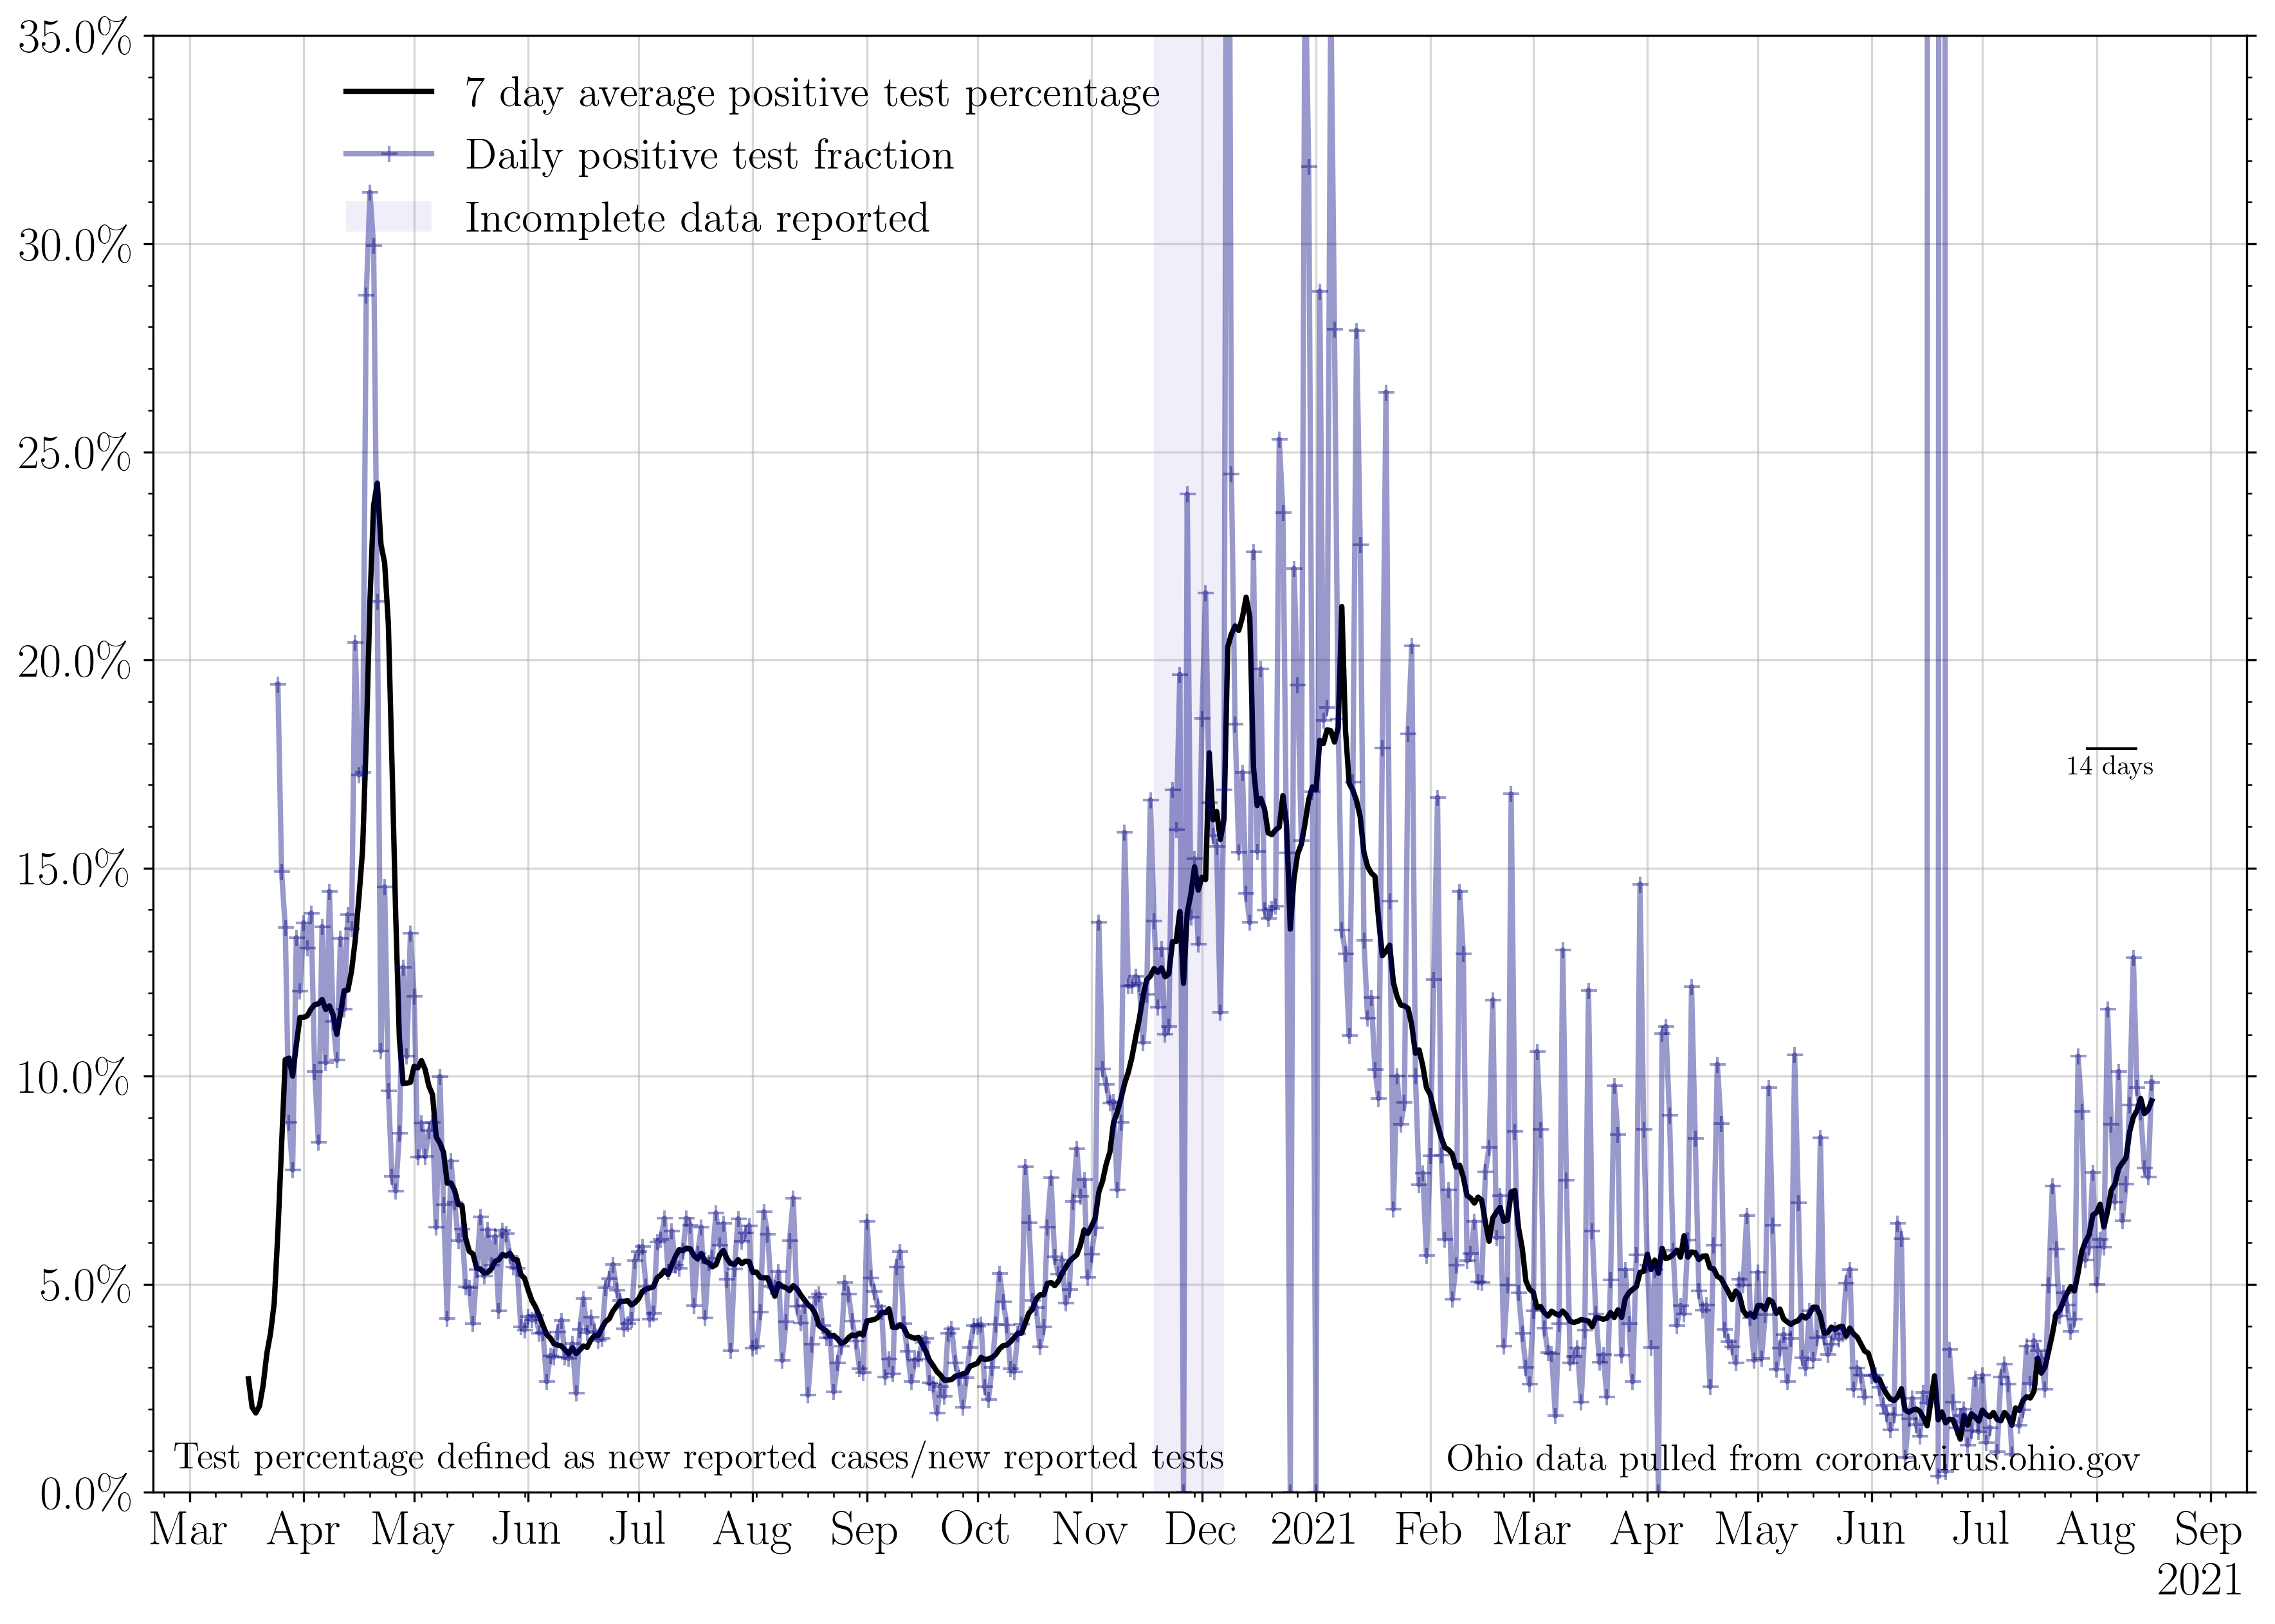 35.0%
30.0%
25.0%
20.0%
15.0%
10.0%
5.0%
0.0%
7 day average positive test percentage
Daily positive test fraction
Incomplete data reported
14 days
Test percentage defined as new reported cases/new reported tests
Ohio data pulled from coronavirus.ohio.gov
Mar Apr May Jun Jul Aug Sep Oct Nov Dec 2021 Feb Mar Apr May Jun Jul Aug Sep
2021